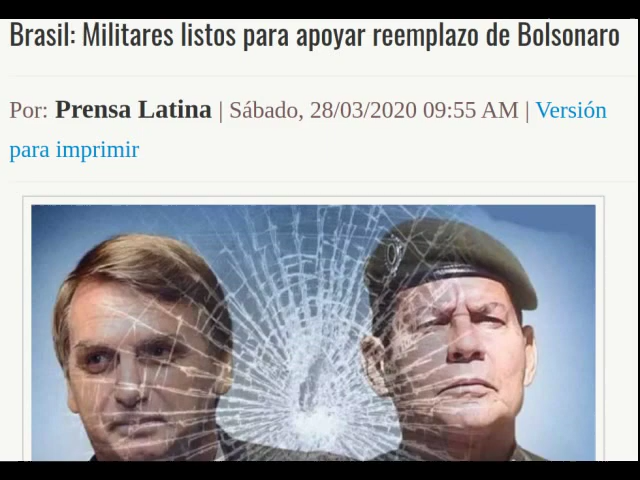 Brasil: Militares listos para apoyar reemplazo de Bolsonaro
Por: Prensa Latina | Sábado, 28/03/2020 09:55 AM | Versión
para imprimir